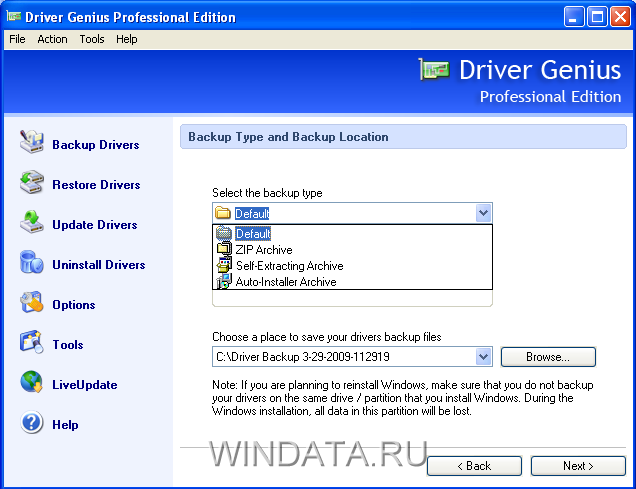 Driver Genius Professional Edition
File Action Tools Help
Driver Genius
Professional Edition
Backup Drivers
Restore Drivers
Update Drivers
Uninstall Drivers
Options
Tools
LiveUpdate
Help
Backup Type and Backup Location
Select the backup type
Default
Default
ZIP Archive
Self-Extracting Archive
Auto-Installer Archive
Choose a place to save your drivers backup files
C:\Driver Backup 3-29-2009-112919
Browse...
Note: If you are planning to reinstall Windows, make sure that you do not backup
your drivers on the same drive / partition that you install Windows. During the
Windows installation, all data in this partition will be lost.
WINDATA.RU
< Back
Next >